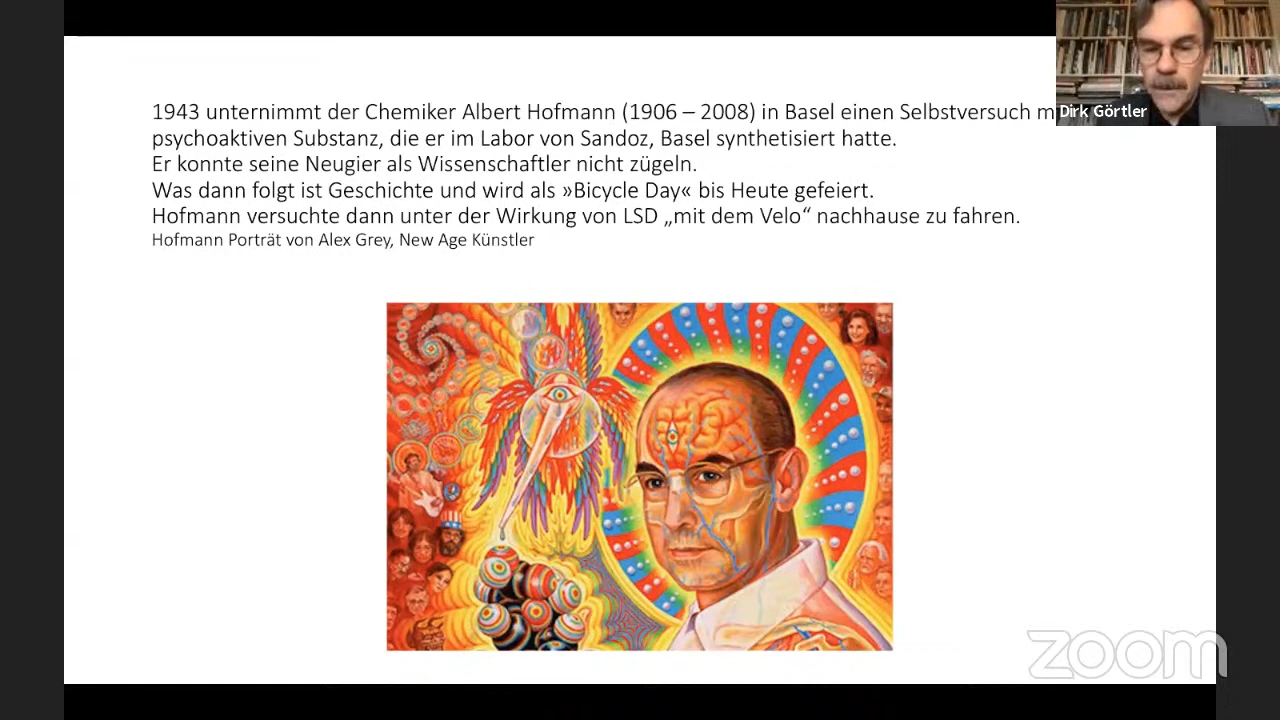 1943 unternimmt der Chemiker Albert Hofmann (1906 – 2008) in Basel einen Selbstversuch
psychoaktiven Substanz, die er im Labor von Sandoz, Basel synthetisiert hatte.
Er konnte seine Neugier als Wissenschaftler nicht zügeln.
Was dann folgt ist Geschichte und wird als »Bicycle Day« bis Heute gefeiert.
Hofmann versuchte dann unter der Wirkung von LSD „mit dem Velo“ nachhause zu fahren.
Hofmann Porträt von Alex Grey, New Age Künstler
Dirk Görtler
zoom